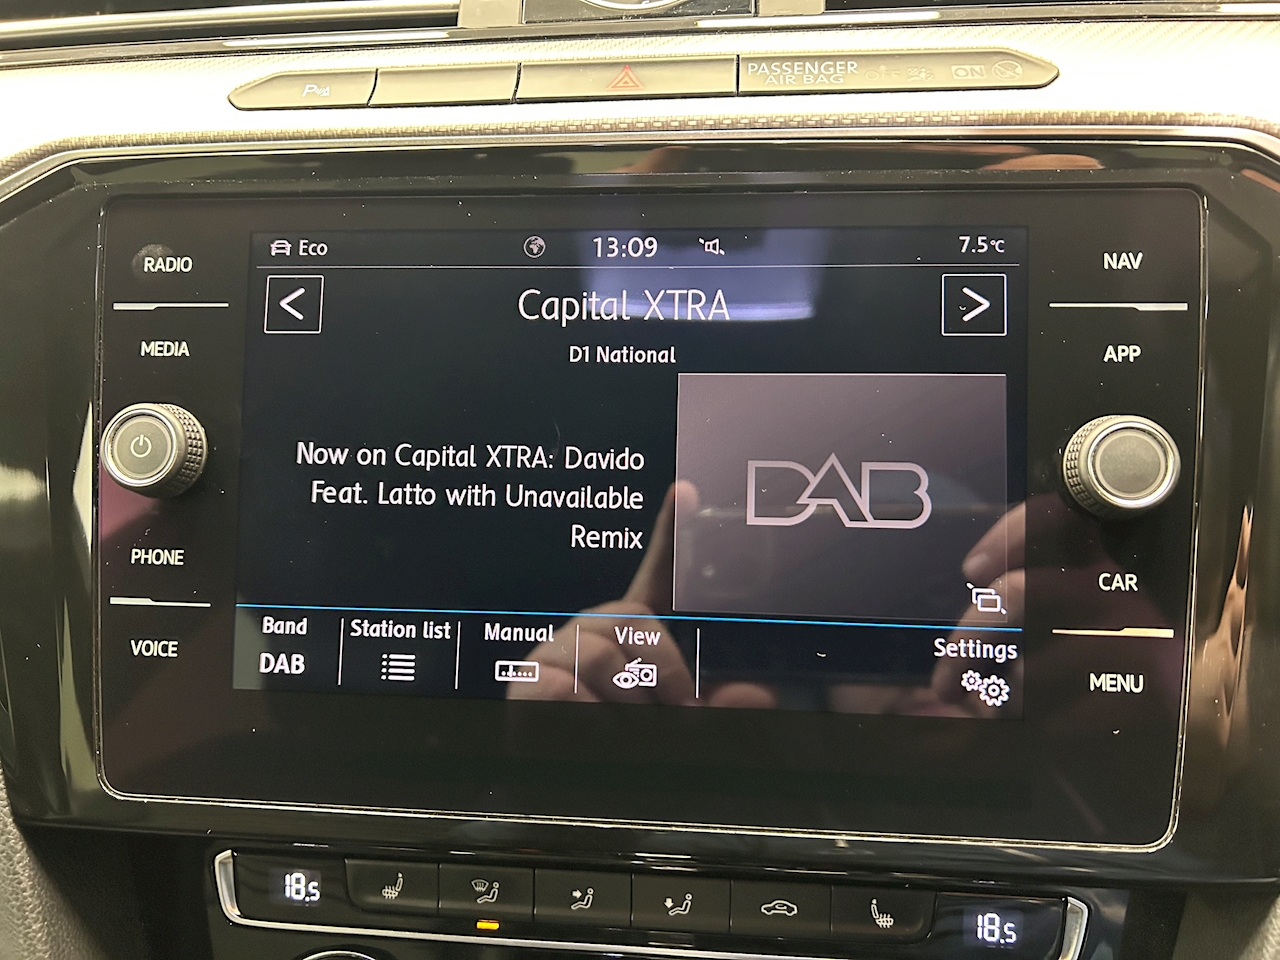 PASSENGER
AIR BAG
ON
Eco
13:09
7.5°C
RADIO
MEDIA
PHONE
VOICE
<
Capital XTRA
>
D1 National
Now on Capital XTRA: Davido
Feat. Latto with Unavailable
Remix
DAB
Band
DAB
Station list
Manual
View
Settings
NAV
APP
CAR
MENU
18.5
18.5